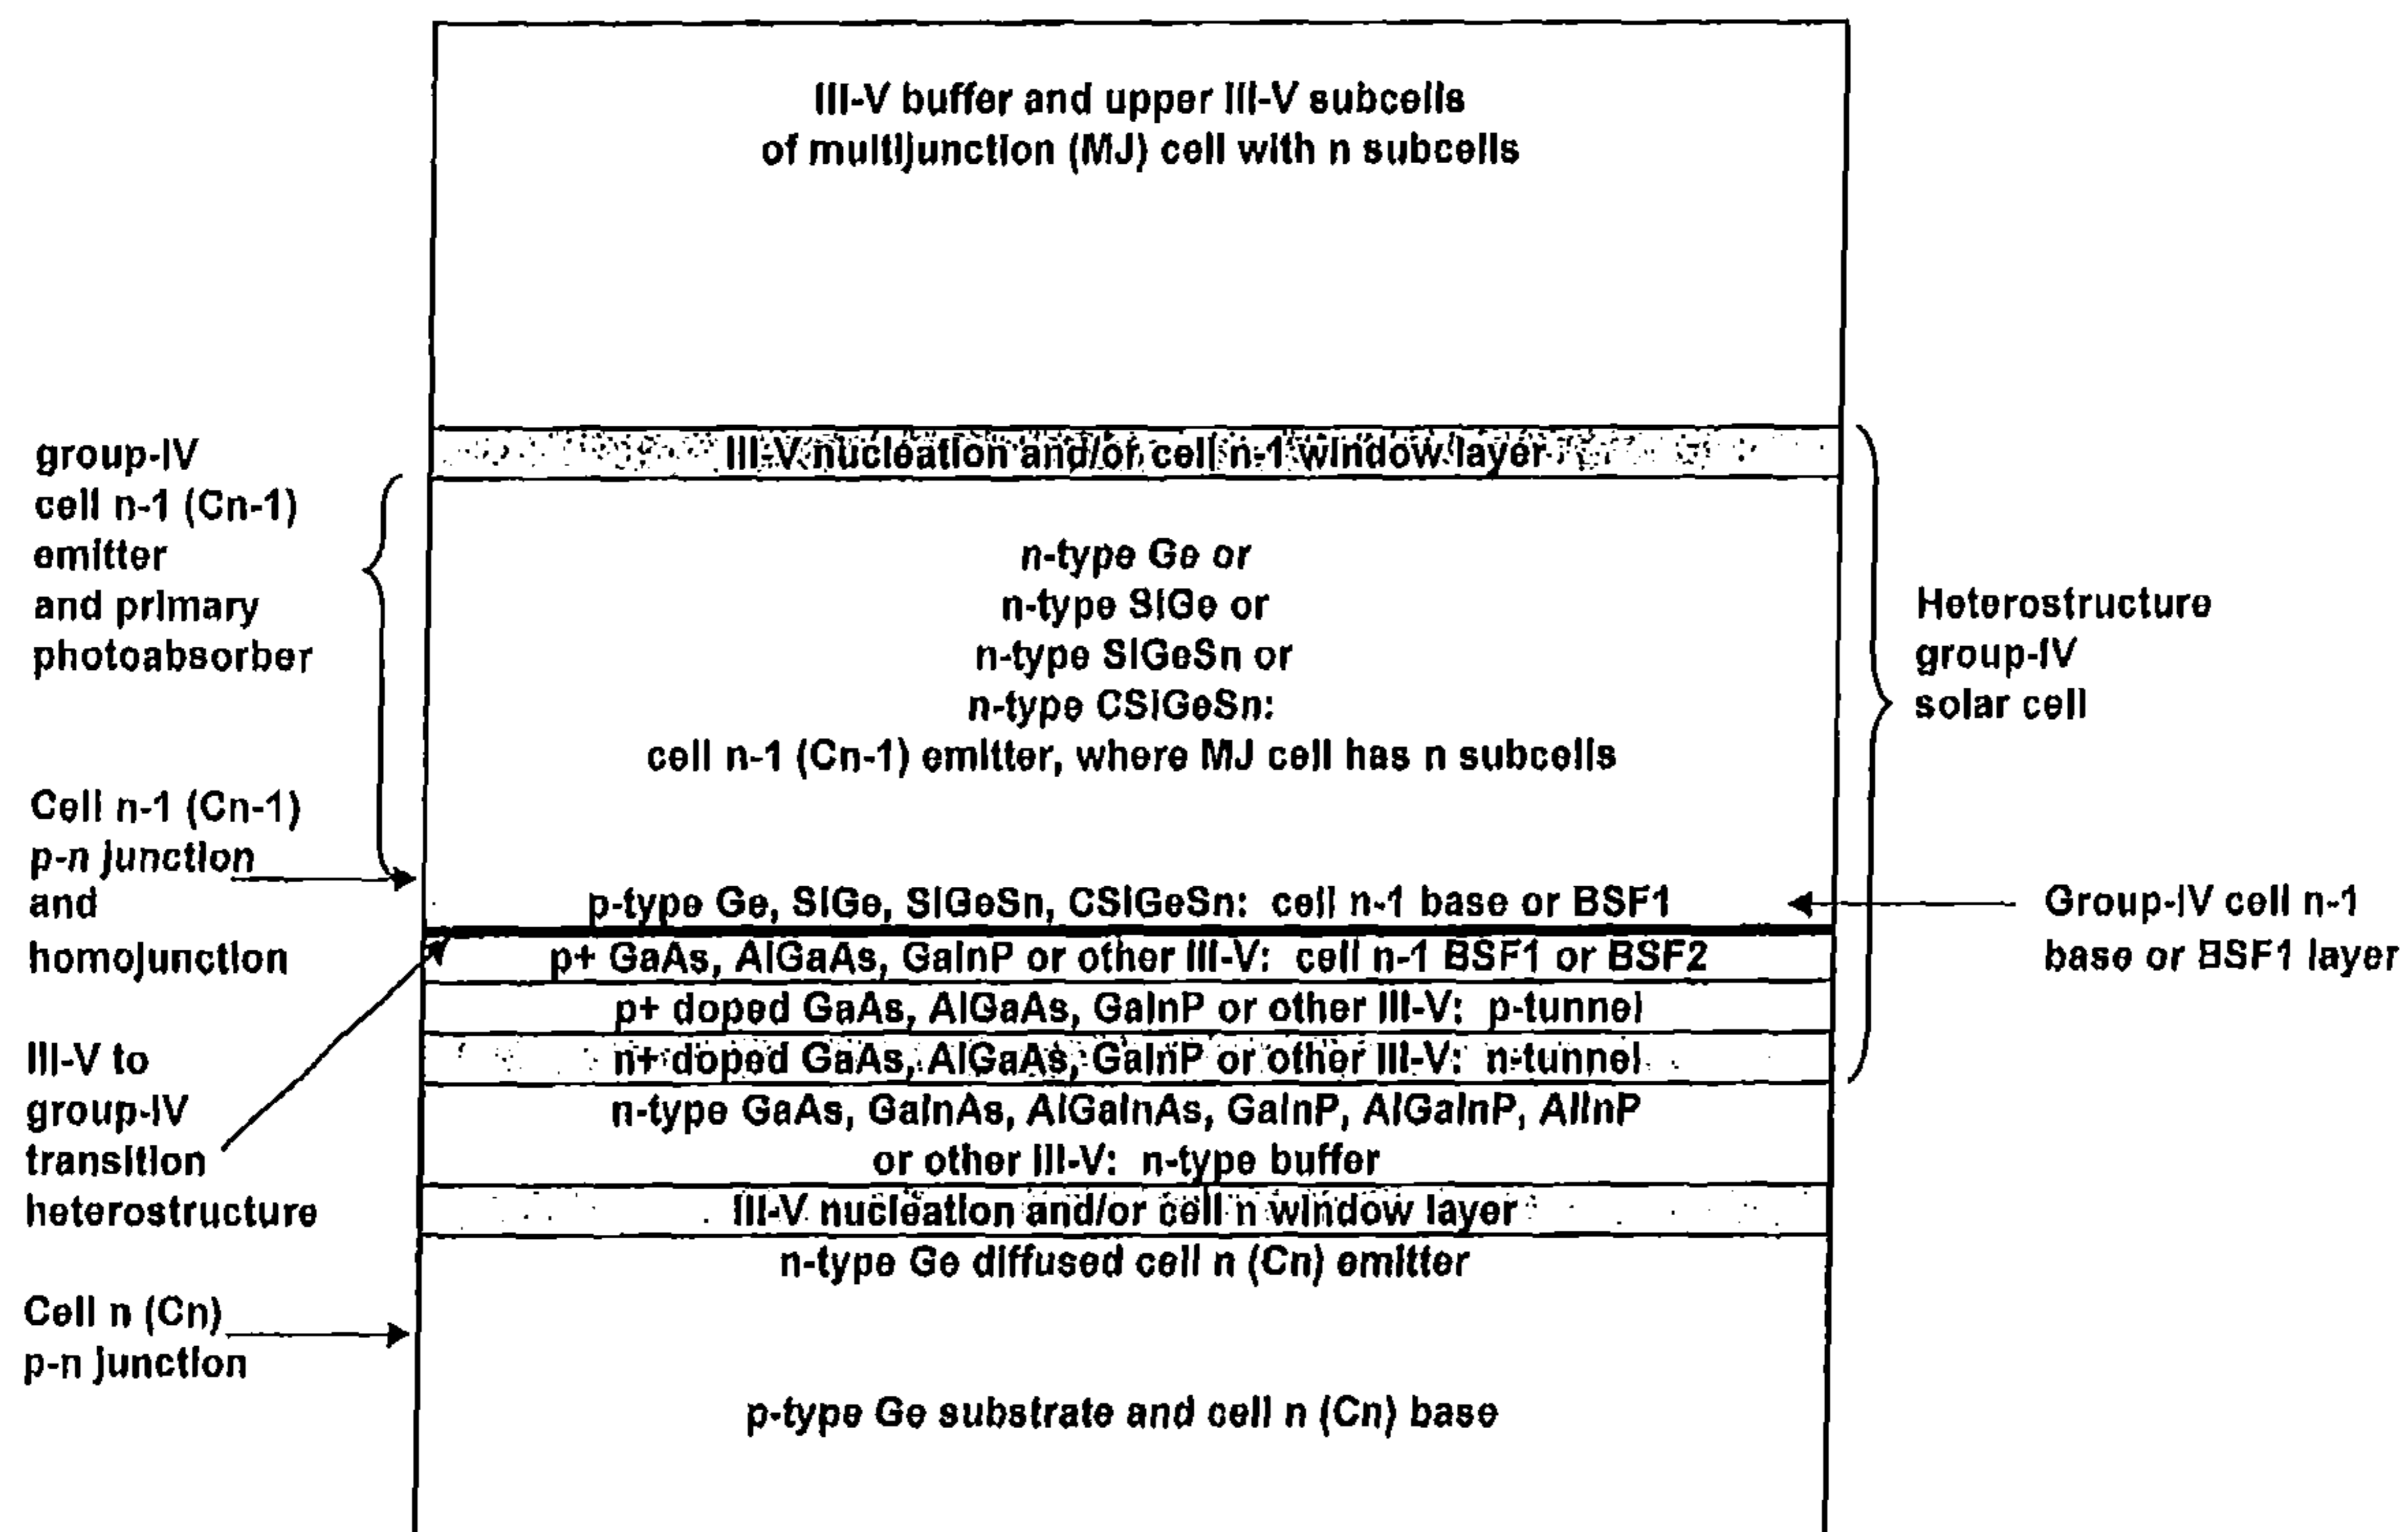 III-V buffer and upper III-V subcells
of multijunction (MJ) cell with n subcells
III-V nucleation and/or cell n-1 window layer
group-IV
cell n-1 (Cn-1)
emitter
and primary
photoabsorber
n-type Ge or
n-type SiGe or
n-type SiGeSn or
n-type CSiGeSn:
cell n-1 (Cn-1) emitter, where MJ cell has n subcells
Heterostructure
group-IV
solar cell
Cell n-1 (Cn-1)
p-n junction
and
homojunction
p-type Ge, SiGe, SiGeSn, CSiGeSn: cell n-1 base or BSF1
Group-IV cell n-1
base or BSF1 layer
p+ GaAs, AlGaAs, GaInP or other III-V: cell n-1 BSF1 or BSF2
p+ doped GaAs, AlGaAs, GaInP or other III-V: p-tunnel
n+ doped GaAs, AlGaAs, GaInP or other III-V: n-tunnel
III-V to
group-IV
transition
heterostructure
n-type GaAs, GaInAs, AlGaInAs, GaInP, AlGaInP, AlInP
or other III-V: n-type buffer
III-V nucleation and/or cell n window layer
n-type Ge diffused cell n (Cn) emitter
Cell n (Cn)
p-n junction
p-type Ge substrate and cell n (Cn) base